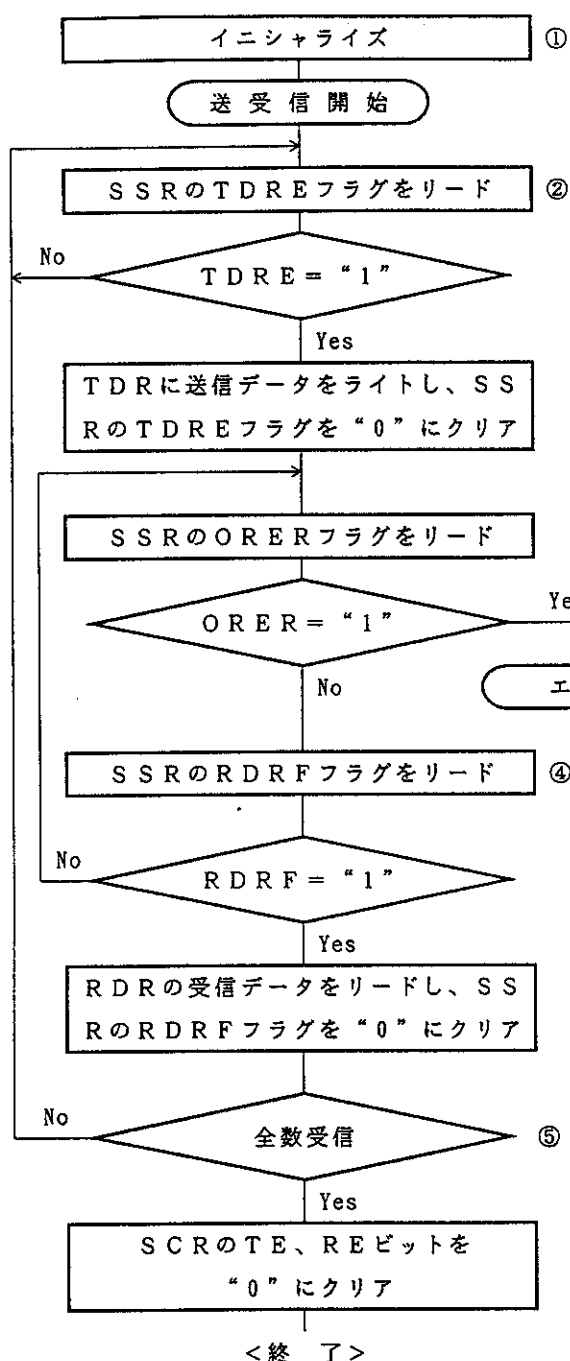 イニシャライズ ①
送受信開始
SSRのTDREフラグをリード ②
No
TDRE=“1”
Yes
TDRに送信データをライトし、SS
RのTDREフラグを“0”にクリア
SSRのORERフラグをリード
ORER=“1”
Ye
No
エ
SSRのRDRFフラグをリード ④
No
RDRF=“1”
Yes
RDRの受信データをリードし、SS
RのRDRFフラグを“0”にクリア
No
全数受信 ⑤
Yes
SCRのTE、REビットを
“0”にクリア
<終 了>